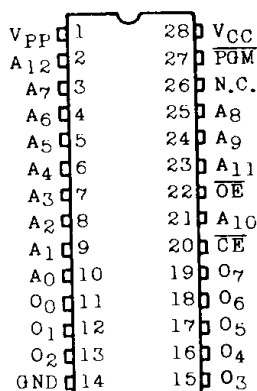 VPP 1 28 VCC
A12 2 27 PGM
A7 3 26 N.C.
A6 4 25 A8
A5 5 24 A9
A4 6 23 A11
A3 7 22 OE
A2 8 21 A10
A1 9 20 CE
A0 10 19 O7
O0 11 18 O6
O1 12 17 O5
O2 13 16 O4
GND 14 15 O3